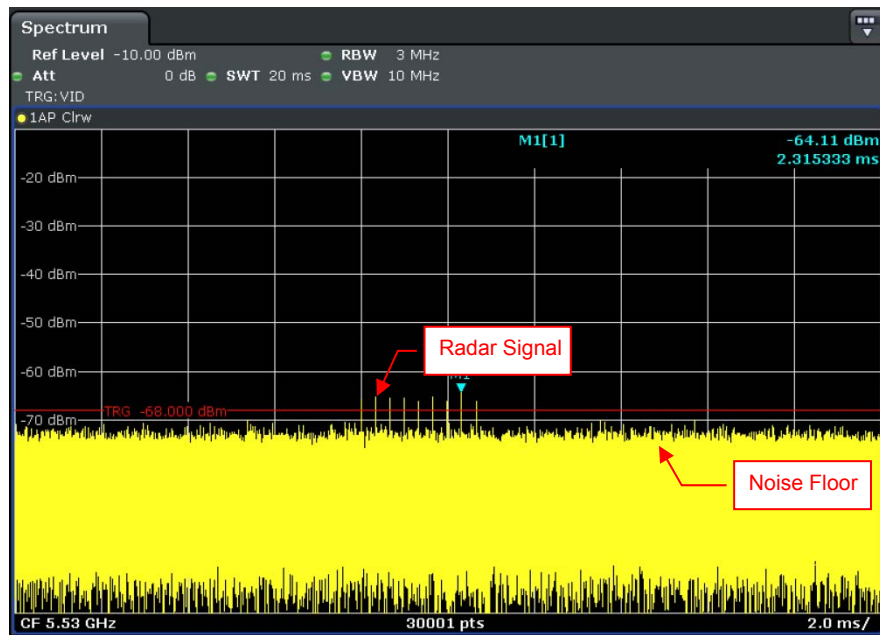 Spectrum
Ref Level -10.00 dBm RBW 3 MHz
Att 0 dB SWT 20 ms VBW 10 MHz
TRG:VID
1AP Clrw
M1[1] -64.11 dBm
2.315333 ms
-20 dBm
-30 dBm
-40 dBm
-50 dBm
Radar Signal
-60 dBm
M1
TRG -68.000 dBm
-70 dBm
Noise Floor
CF 5.53 GHz 30001 pts 2.0 ms/